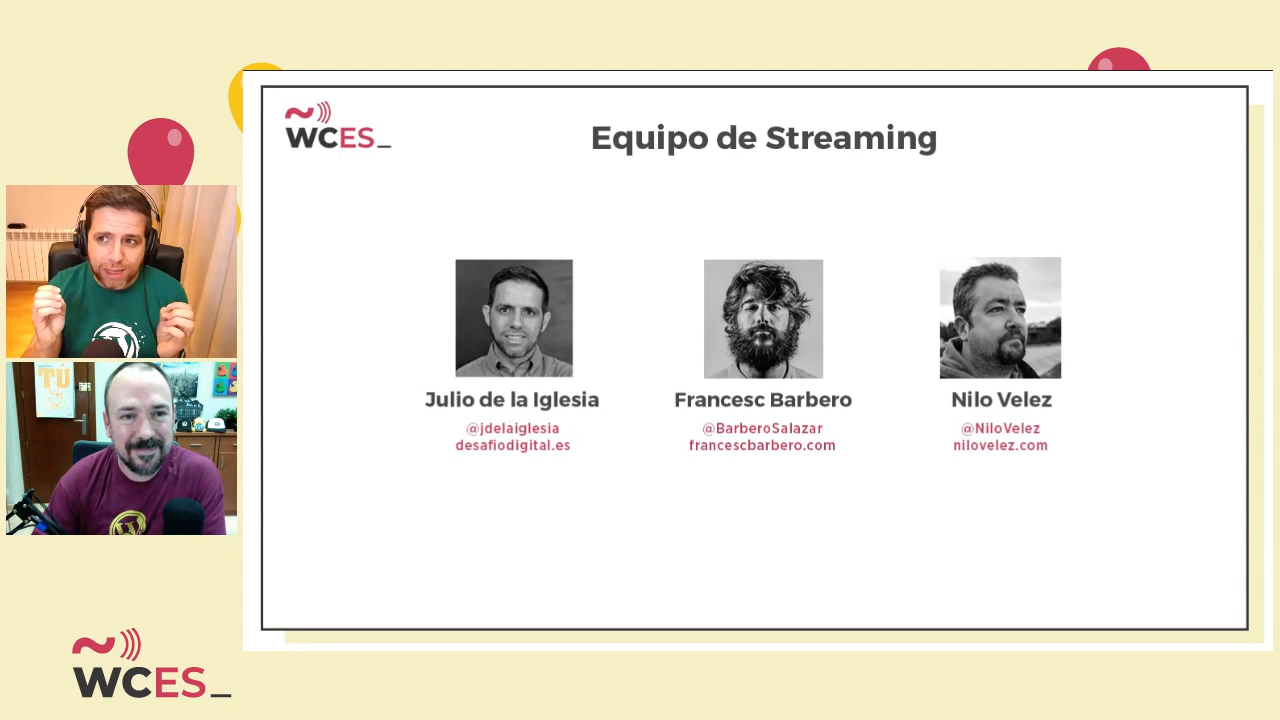 WCES_
Equipo de Streaming
Julio de la Iglesia
@jdelaiglesia
desafiodigital.es
Francesc Barbero
@BarberoSalazar
francescbarbero.com
Nilo Velez
@NiloVelez
nilovelez.com
TÚ
WCES_